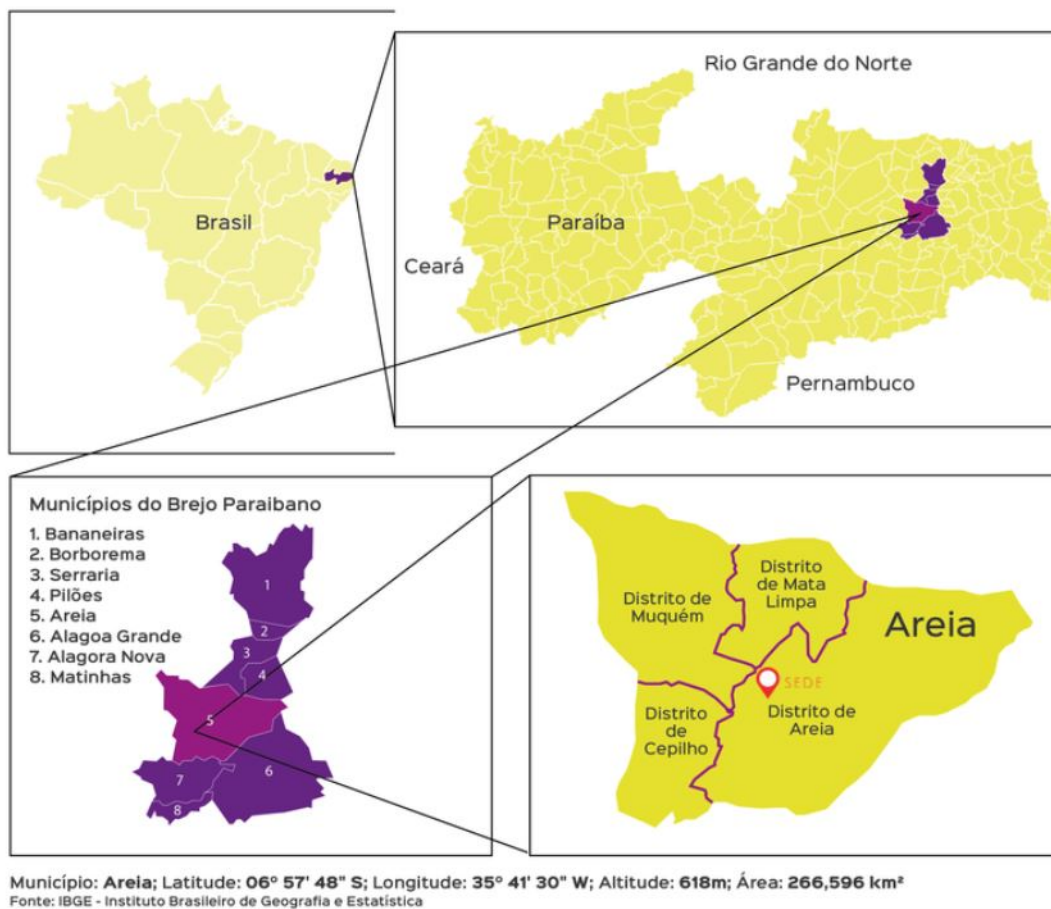 Brasil
Rio Grande do Norte
Paraíba
Ceará
Pernambuco
Municípios do Brejo Paraibano
1. Bananeiras
2. Borborema
3. Serraria
4. Pilões
5. Areia
6. Alagoa Grande
7. Alagora Nova
8. Matinhas
1
2
3
4
5
6
7
8
Distrito de
Muquém
Distrito
de Mata
Limpa
Areia
SEDE
Distrito de
Areia
Distrito
de
Cepilho
Município: Areia; Latitude: 06º 57' 48" S; Longitude: 35º 41' 30" W; Altitude: 618m; Área: 266,596 km²
Fonte: IBGE - Instituto Brasileiro de Geografia e Estatística